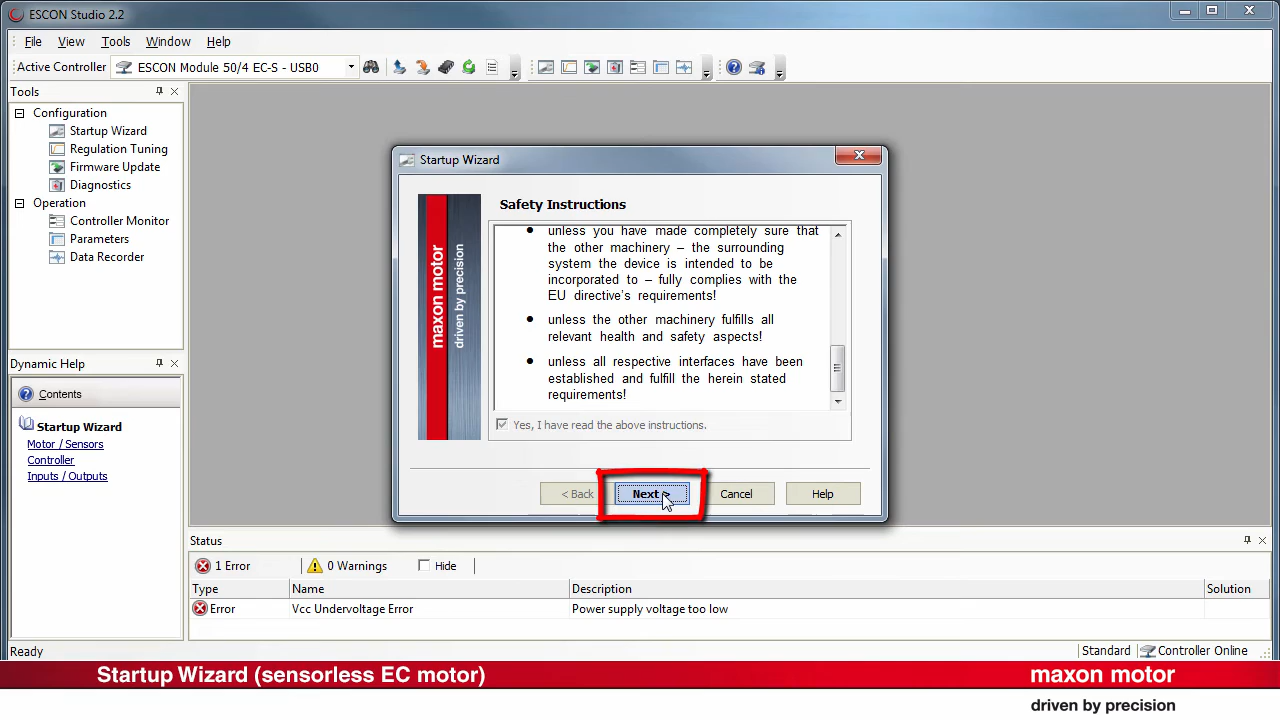 ESCON Studio 2.2
File View Tools Window Help
Active Controller ESCON Module 50/4 EC-S - USB0
Tools
Configuration
Startup Wizard
Regulation Tuning
Firmware Update
Diagnostics
Operation
Controller Monitor
Parameters
Data Recorder
Dynamic Help
Contents
Startup Wizard
Motor / Sensors
Controller
Inputs / Outputs
Startup Wizard
maxon motor
driven by precision
Safety Instructions
● unless you have made completely sure that
the other machinery – the surrounding
system the device is intended to be
incorporated to – fully complies with the
EU directive's requirements!
● unless the other machinery fulfills all
relevant health and safety aspects!
● unless all respective interfaces have been
established and fulfill the herein stated
requirements!
Yes, I have read the above instructions.
< Back Next > Cancel Help
Status
1 Error 0 Warnings Hide
Type Name Description Solution
Error Vcc Undervoltage Error Power supply voltage too low
Ready Standard Controller Online
Startup Wizard (sensorless EC motor) maxon motor
driven by precision